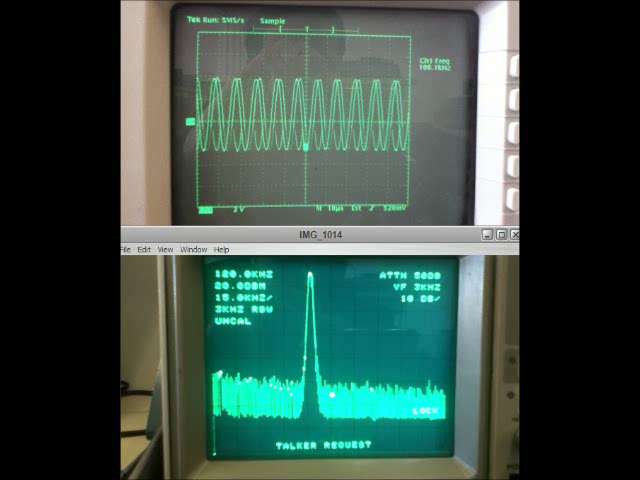 Tek Run: 5MS/s Sample
[ T ]
Ch1 Freq
100.1kHz
2 V M 10µs Ext 520mV
IMG_1014
File Edit View Window Help
120.0KHZ ATTN 50DB
20.0DBM VF 3KHZ
15.0KHZ/ 10 DB/
3KHZ RBW
UNCAL
LOCK
TALKER REQUEST